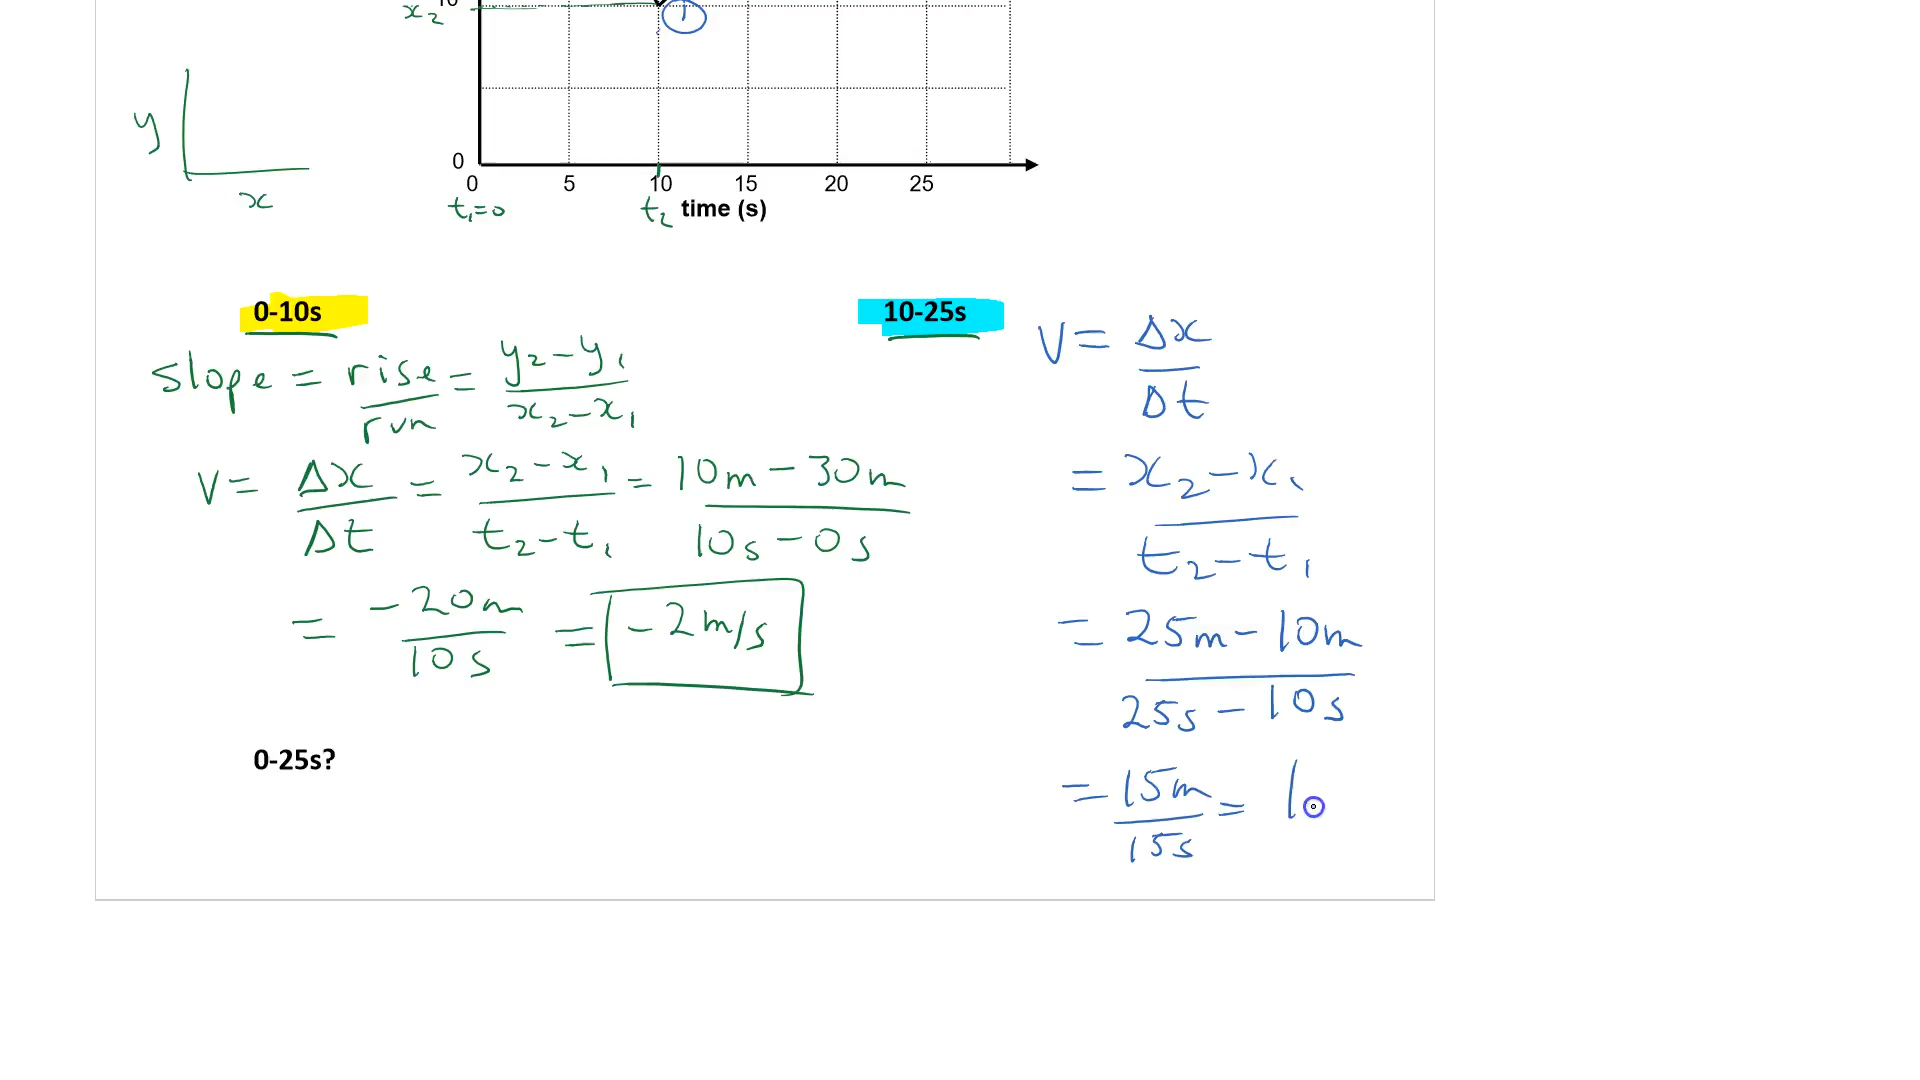 x₂ 10
①
y
x
0
0 5 10 15 20 25
t₁=0 t₂ time (s)
0-10s
slope = rise/run = y₂-y₁/x₂-x₁
v = Δx/Δt = x₂-x₁/t₂-t₁ = 10m - 30m/10s - 0s
= -20m/10s = -2m/s
0-25s?
10-25s
v = Δx/Δt
= x₂-x₁/t₂-t₁
= 25m - 10m/25s - 10s
= 15m/15s = 1